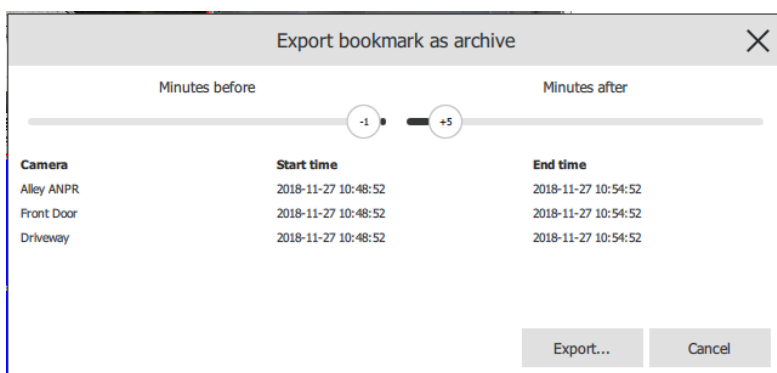 Export bookmark as archive
Minutes before Minutes after
-1 +5
Camera Start time End time
Alley ANPR 2018-11-27 10:48:52 2018-11-27 10:54:52
Front Door 2018-11-27 10:48:52 2018-11-27 10:54:52
Driveway 2018-11-27 10:48:52 2018-11-27 10:54:52
Export... Cancel